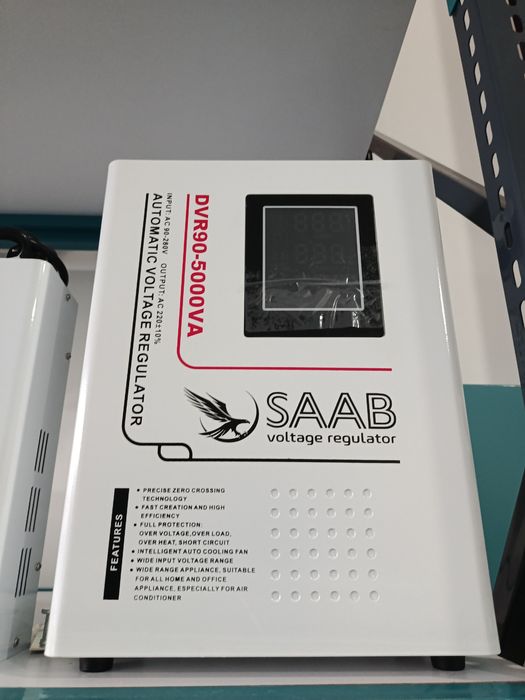 DVR90-5000VA
INPUT: AC 90-280V OUTPUT: AC 220±10%
AUTOMATIC VOLTAGE REGULATOR
SAAB
voltage regulator
FEATURES
• PRECISE ZERO CROSSING
TECHNOLOGY
• FAST CREATION AND HIGH
EFFICIENCY
• FULL PROTECTION:
OVER VOLTAGE,OVER LOAD,
OVER HEAT, SHORT CIRCUIT
• INTELLIGENT AUTO COOLING FAN
• WIDE INPUT VOLTAGE RANGE
• WIDE RANGE APPLIANCE, SUITABLE
FOR ALL HOME AND OFFICE
APPLIANCE, ESPECIALLY FOR AIR
CONDITIONER